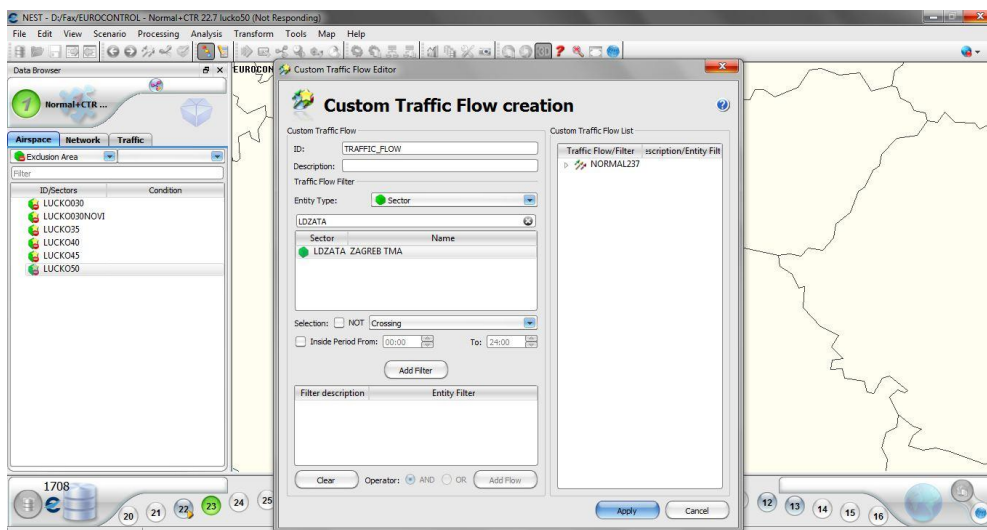 NEST - D:/Fax/EUROCONTROL - Normal+CTR 22.7 lucko50 (Not Responding)
File Edit View Scenario Processing Analysis Transform Tools Map Help
Data Browser
EUROCON
Normal+CTR ...
Airspace Network Traffic
Exclusion Area
Filter
ID/Sectors Condition
LUCKO030
LUCKO030NOVI
LUCKO35
LUCKO40
LUCKO45
LUCKO50
Custom Traffic Flow Editor
Custom Traffic Flow creation
Custom Traffic Flow
ID: TRAFFIC_FLOW
Description:
Traffic Flow Filter
Entity Type: Sector
LDZATA
Sector Name
LDZATA ZAGREB TMA
Selection: NOT Crossing
Inside Period From: 00:00 To: 24:00
Add Filter
Filter description Entity Filter
Clear Operator: AND OR Add Flow
Custom Traffic Flow List
Traffic Flow/Filter escription/Entity Filt
NORMAL237
Apply Cancel
1708
20 21 22 23 24 25
12 13 14 15 16